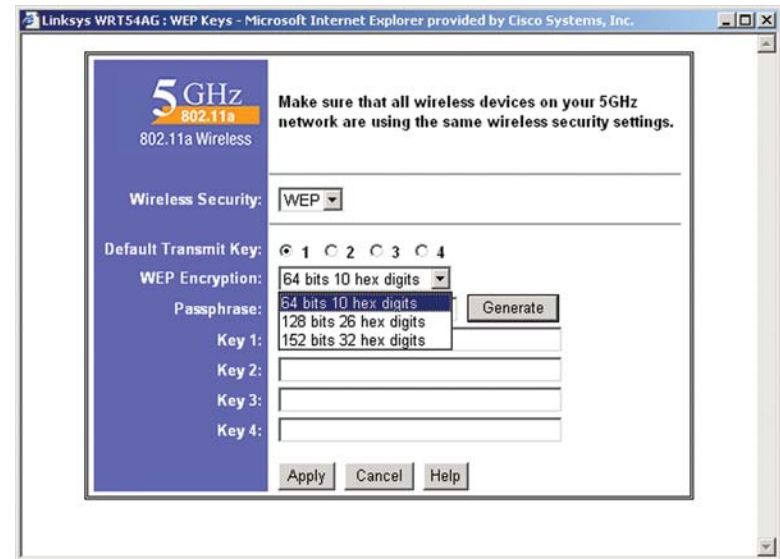 Linksys WRT54AG : WEP Keys - Microsoft Internet Explorer provided by Cisco Systems, Inc.
5 GHz
802.11a
802.11a Wireless
Make sure that all wireless devices on your 5GHz
network are using the same wireless security settings.
Wireless Security: WEP
Default Transmit Key: 1 2 3 4
WEP Encryption: 64 bits 10 hex digits
Passphrase: Generate
64 bits 10 hex digits
128 bits 26 hex digits
152 bits 32 hex digits
Key 1:
Key 2:
Key 3:
Key 4:
Apply Cancel Help